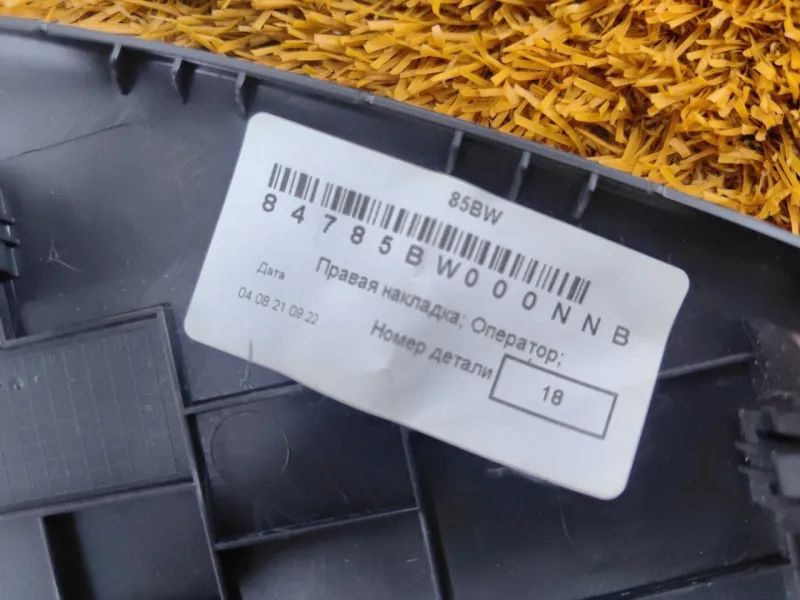 85BW
84785BW000NNB
Правая накладка; Оператор;
Дата
04.08.21 09:22
Номер детали
18